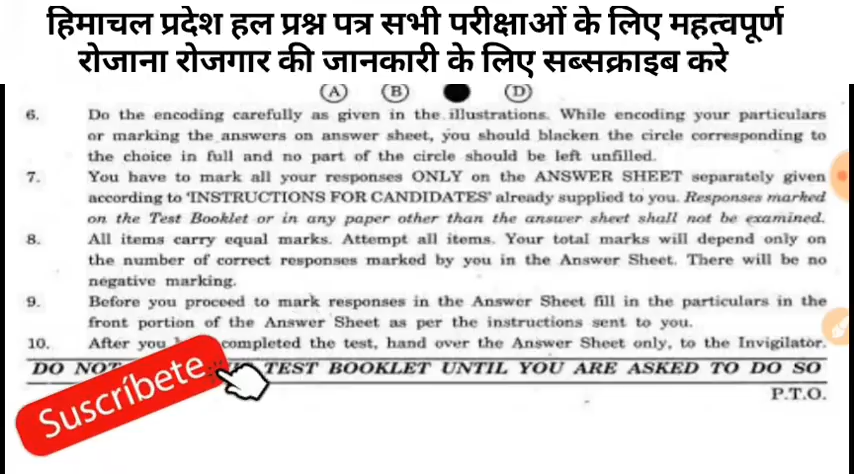 हिमाचल प्रदेश हल प्रश्न पत्र सभी परीक्षाओं के लिए महत्वपूर्ण
रोजाना रोजगार की जानकारी के लिए सब्सक्राइब करे
(A) (B) (D)
6. Do the encoding carefully as given in the illustrations. While encoding your particulars
or marking the answers on answer sheet, you should blacken the circle corresponding to
the choice in full and no part of the circle should be left unfilled.
7. You have to mark all your responses ONLY on the ANSWER SHEET separately given
according to 'INSTRUCTIONS FOR CANDIDATES' already supplied to you. Responses marked
on the Test Booklet or in any paper other than the answer sheet shall not be examined.
8. All items carry equal marks. Attempt all items. Your total marks will depend only on
the number of correct responses marked by you in the Answer Sheet. There will be no
negative marking.
9. Before you proceed to mark responses in the Answer Sheet fill in the particulars in the
front portion of the Answer Sheet as per the instructions sent to you.
10. After you completed the test, hand over the Answer Sheet only, to the Invigilator.
DO NOT TEST BOOKLET UNTIL YOU ARE ASKED TO DO SO
Suscríbete
P.T.O.